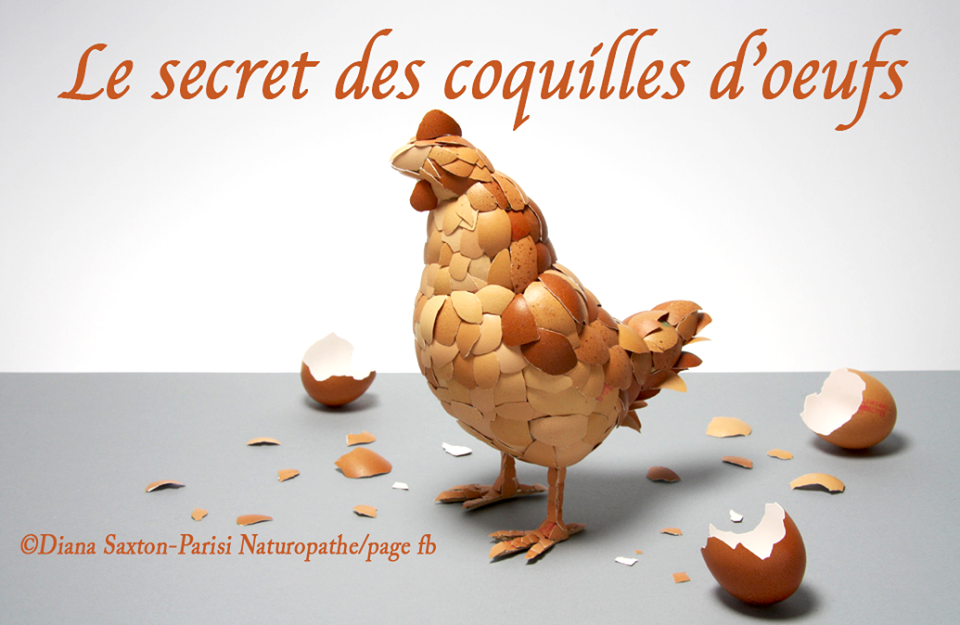 Le secret des coquilles d'oeufs
©Diana Saxton-Parisi Naturopathe/page fb